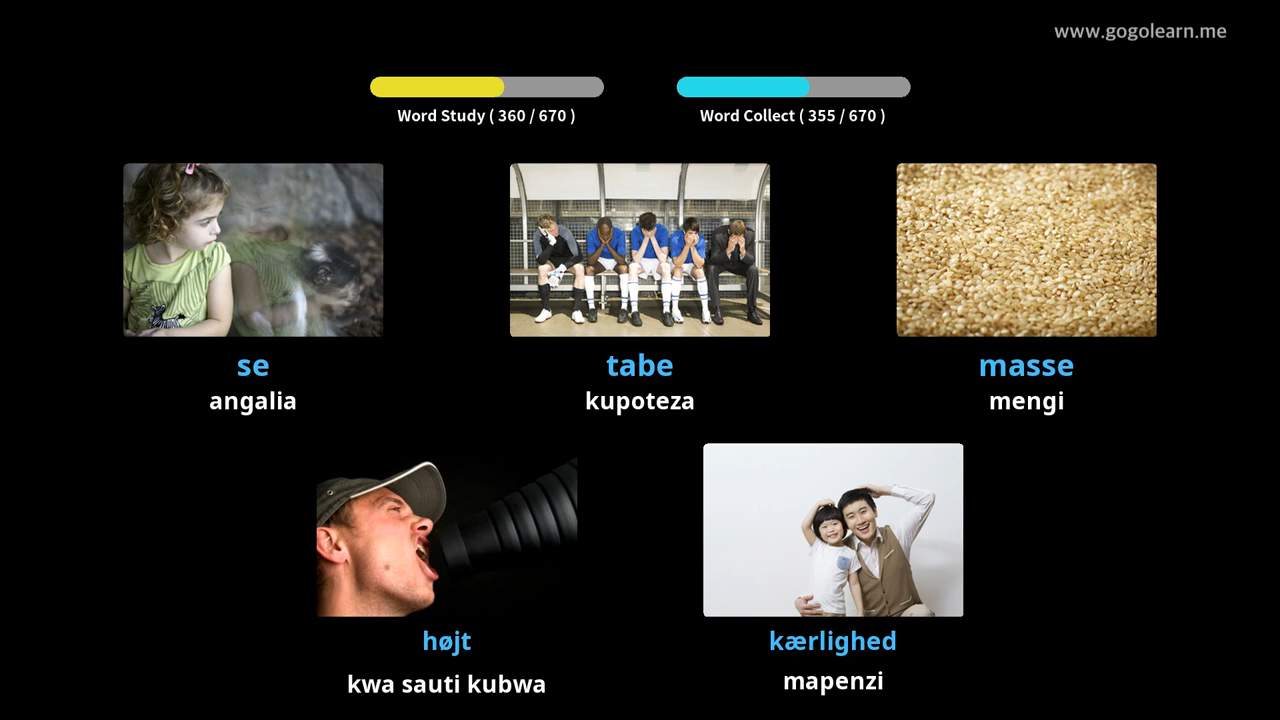 www.gogolearn.me
Word Study ( 360 / 670 )
Word Collect ( 355 / 670 )
se
tabe
masse
angalia
kupoteza
mengi
højt
kærlighed
kwa sauti kubwa
mapenzi